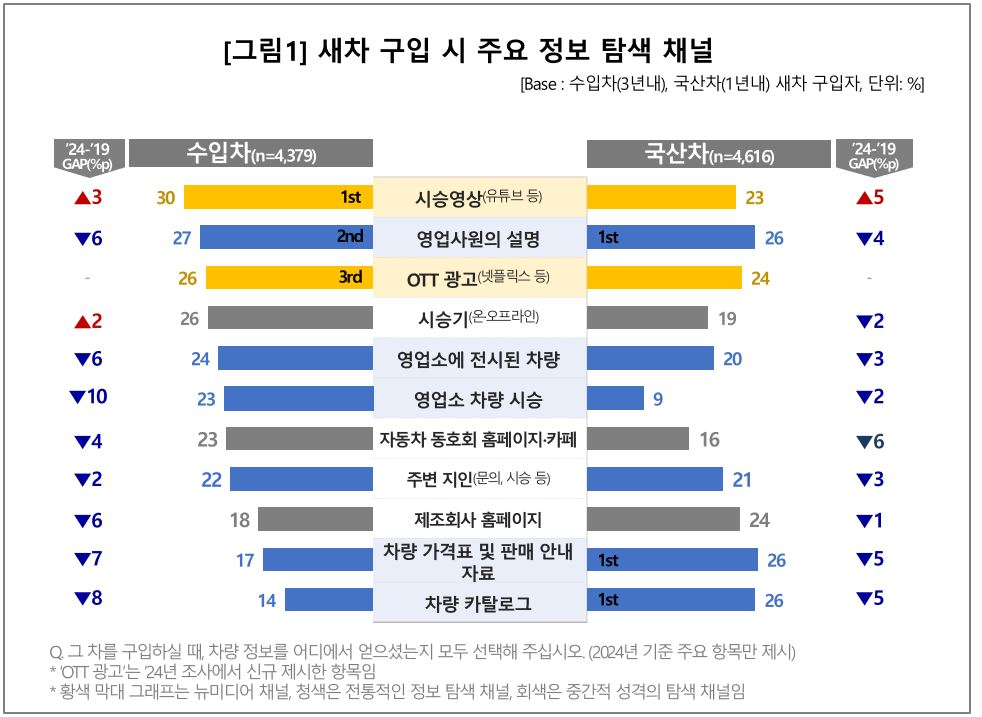 [그림1] 새차 구입 시 주요 정보 탐색 채널
[Base : 수입차(3년내), 국산차(1년내) 새차 구입자, 단위: %]
'24-'19 GAP(%p) 수입차(n=4,379) 국산차(n=4,616) '24-'19 GAP(%p)
▲3 30 1st 시승영상(유튜브 등) 23 ▲5
▼6 27 2nd 영업사원의 설명 1st 26 ▼4
- 26 3rd OTT 광고(넷플릭스 등) 24 -
▲2 26 시승기(온·오프라인) 19 ▼2
▼6 24 영업소에 전시된 차량 20 ▼3
▼10 23 영업소 차량 시승 9 ▼2
▼4 23 자동차 동호회 홈페이지·카페 16 ▼6
▼2 22 주변 지인(문의, 시승 등) 21 ▼3
▼6 18 제조회사 홈페이지 24 ▼1
▼7 17 차량 가격표 및 판매 안내 자료 1st 26 ▼5
▼8 14 차량 카탈로그 1st 26 ▼5
Q. 그 차를 구입하실 때, 차량 정보를 어디에서 얻으셨는지 모두 선택해 주십시오. (2024년 기준 주요 항목만 제시)
* 'OTT 광고'는 '24년 조사에서 신규 제시한 항목임
* 황색 막대 그래프는 뉴미디어 채널, 청색은 전통적인 정보 탐색 채널, 회색은 중간적 성격의 탐색 채널임